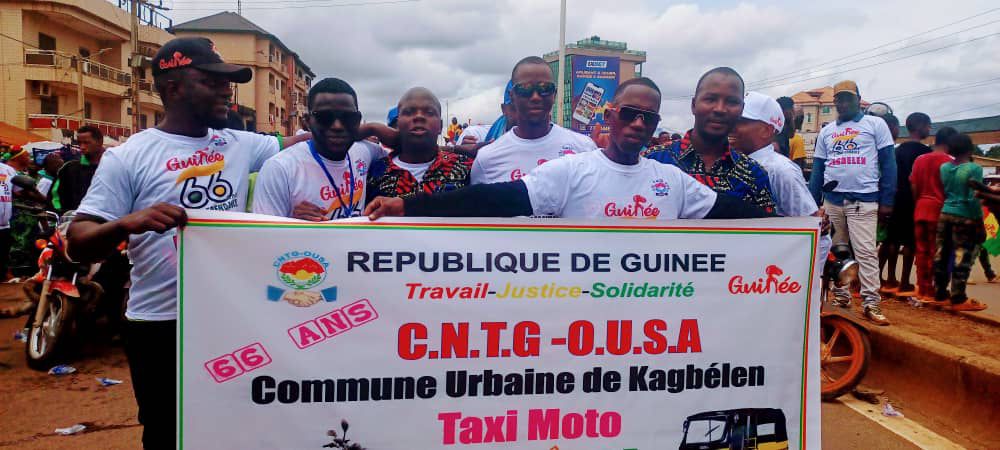 Guinée
Guinée
66
Guinée
Guinée
KAGBELEN
CNTG-OUSA
REPUBLIQUE DE GUINEE
Travail-Justice-Solidarité
Guinée
66 ANS
C.N.T.G -O.U.S.A
Commune Urbaine de Kagbélen
Taxi Moto